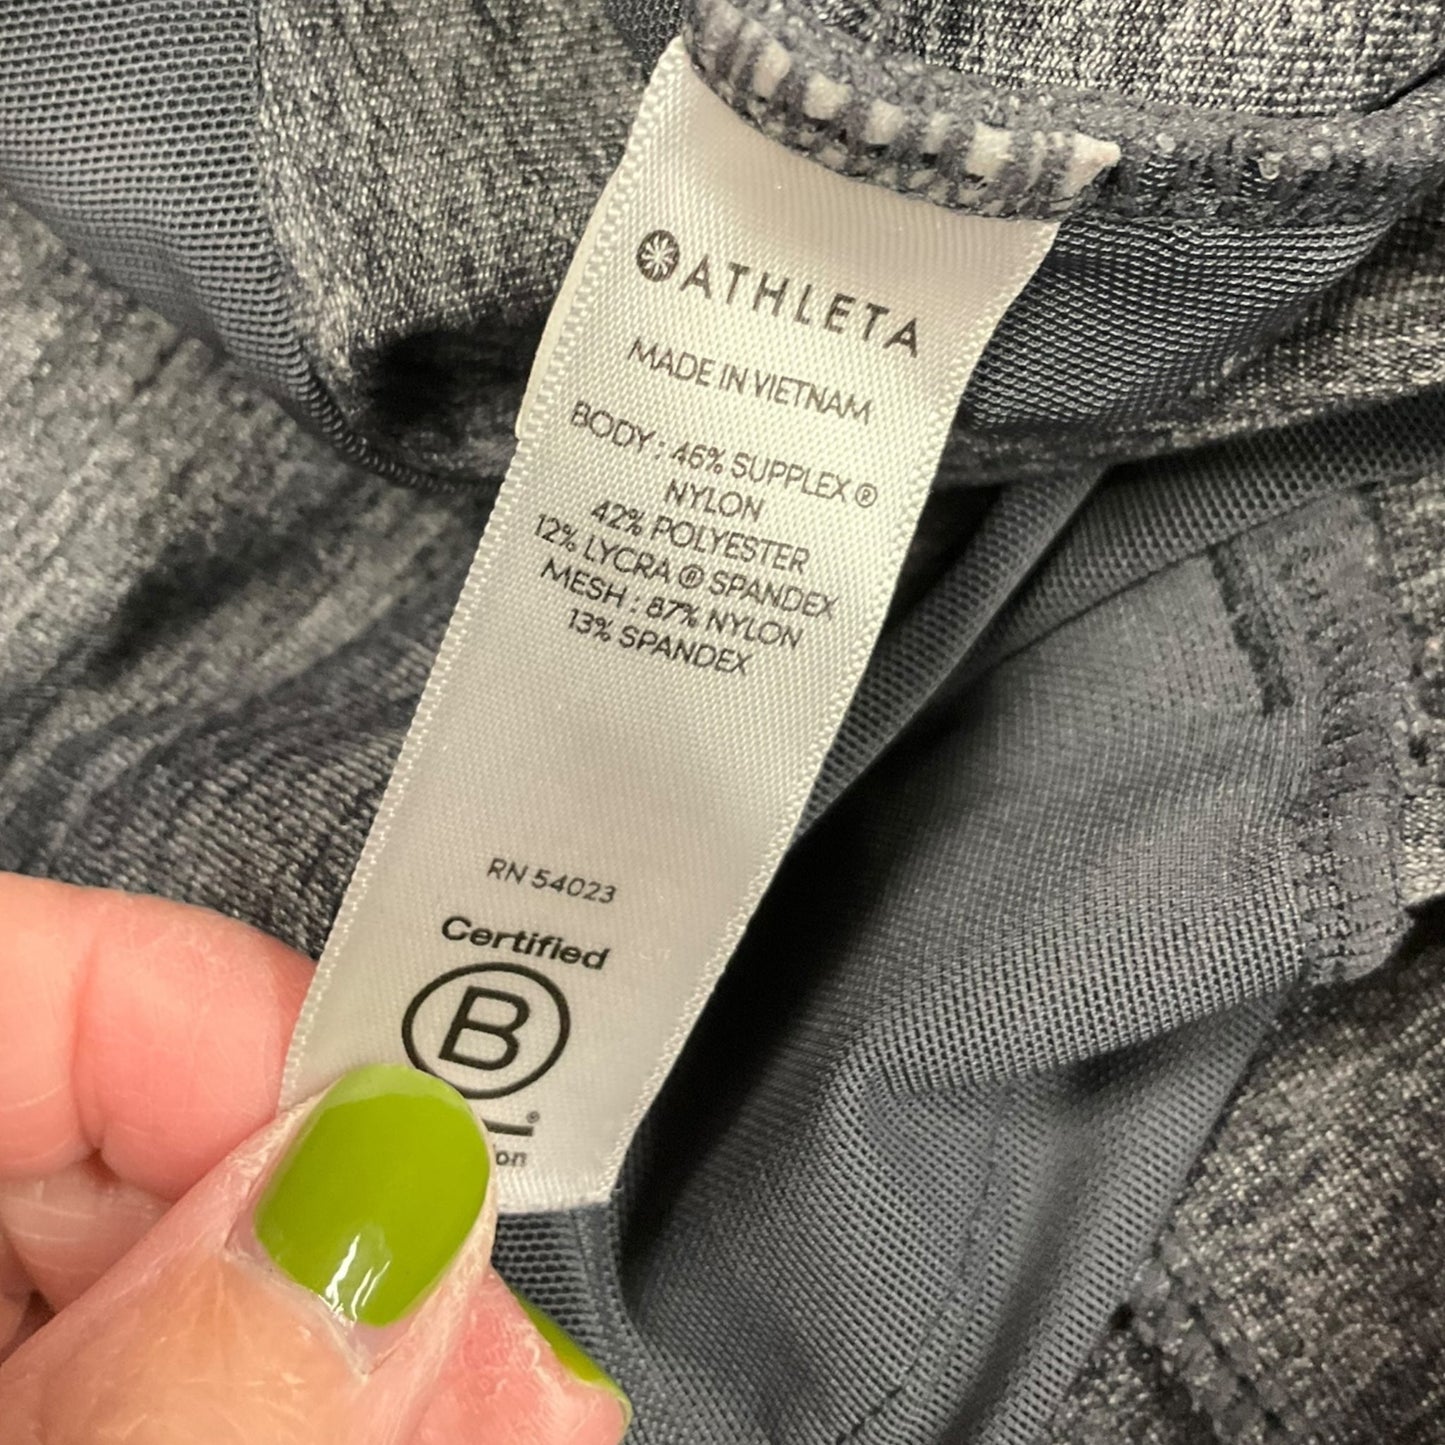 ATHLETA
MADE IN VIETNAM
BODY : 46% SUPPLEX ®
NYLON
42% POLYESTER
12% LYCRA ® SPANDEX
MESH : 87% NYLON
13% SPANDEX
RN 54023
Certified
B
®